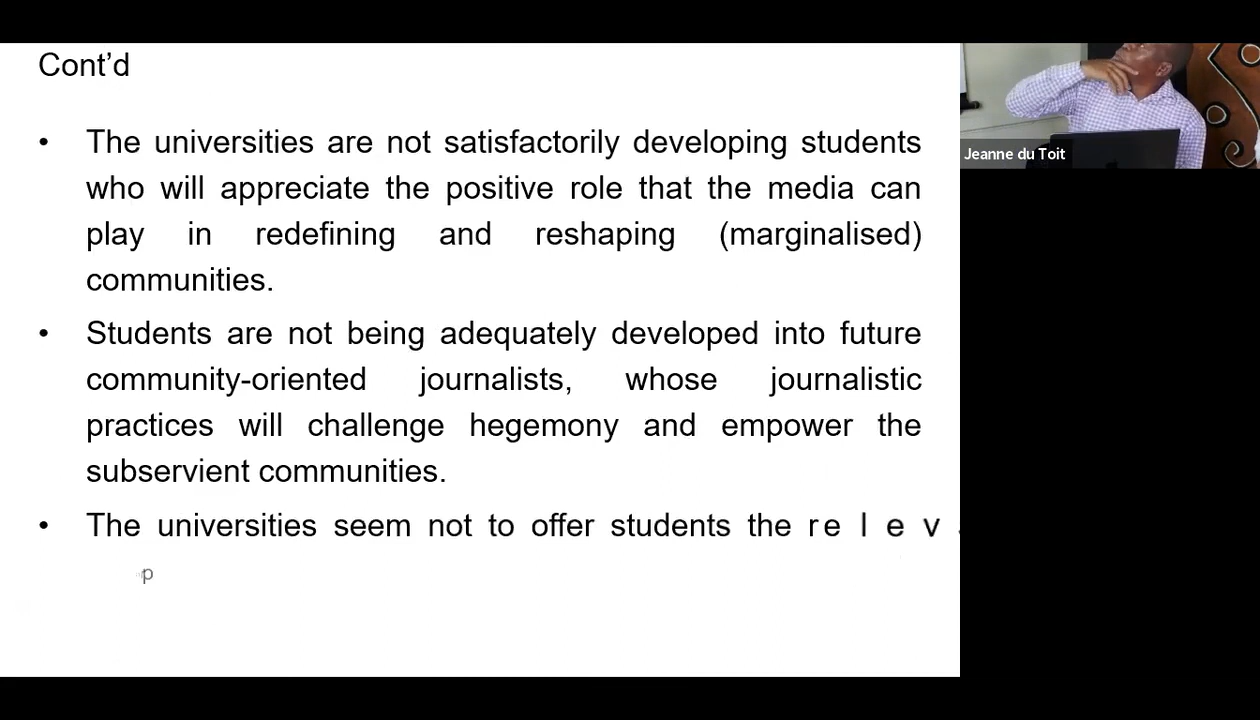 Cont’d
• The universities are not satisfactorily developing students
who will appreciate the positive role that the media can
play in redefining and reshaping (marginalised)
communities.
• Students are not being adequately developed into future
community-oriented journalists, whose journalistic
practices will challenge hegemony and empower the
subservient communities.
• The universities seem not to offer students the r e l e v
p
Jeanne du Toit